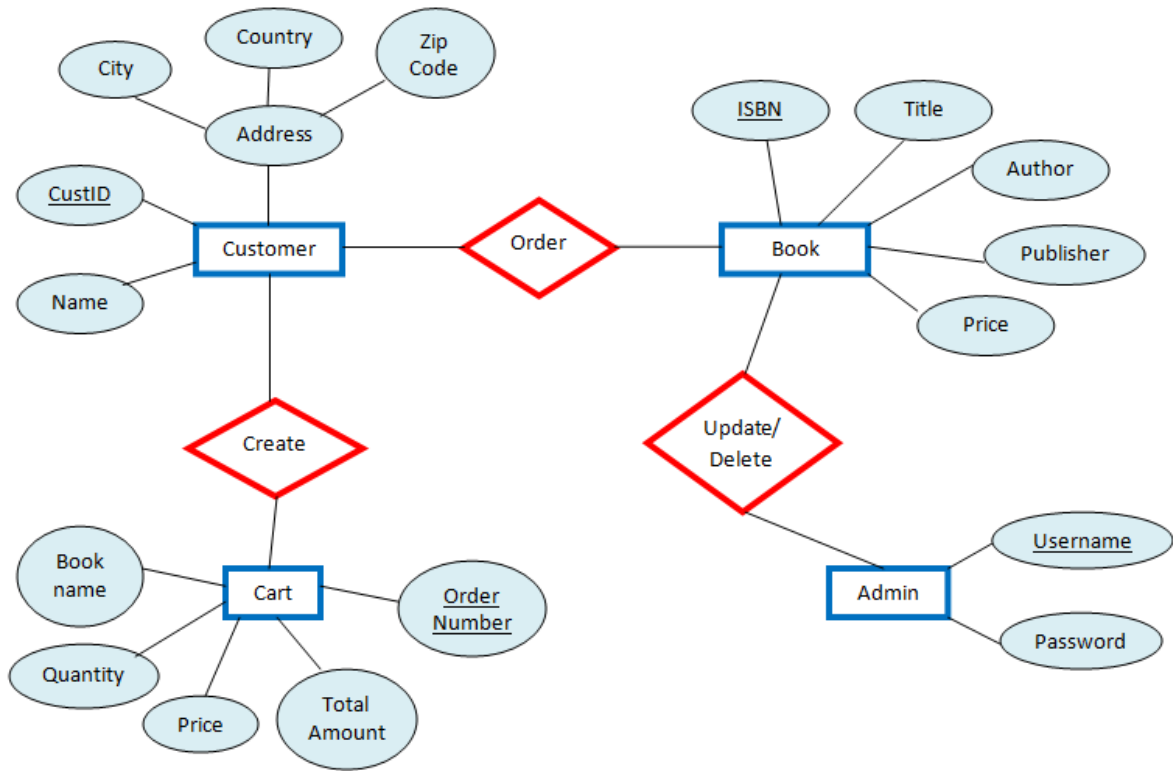 Country
Zip
Code
City
Address
ISBN
Title
Author
CustID
Customer
Order
Book
Publisher
Name
Price
Create
Update/
Delete
Book
name
Cart
Order
Number
Username
Admin
Password
Quantity
Price
Total
Amount